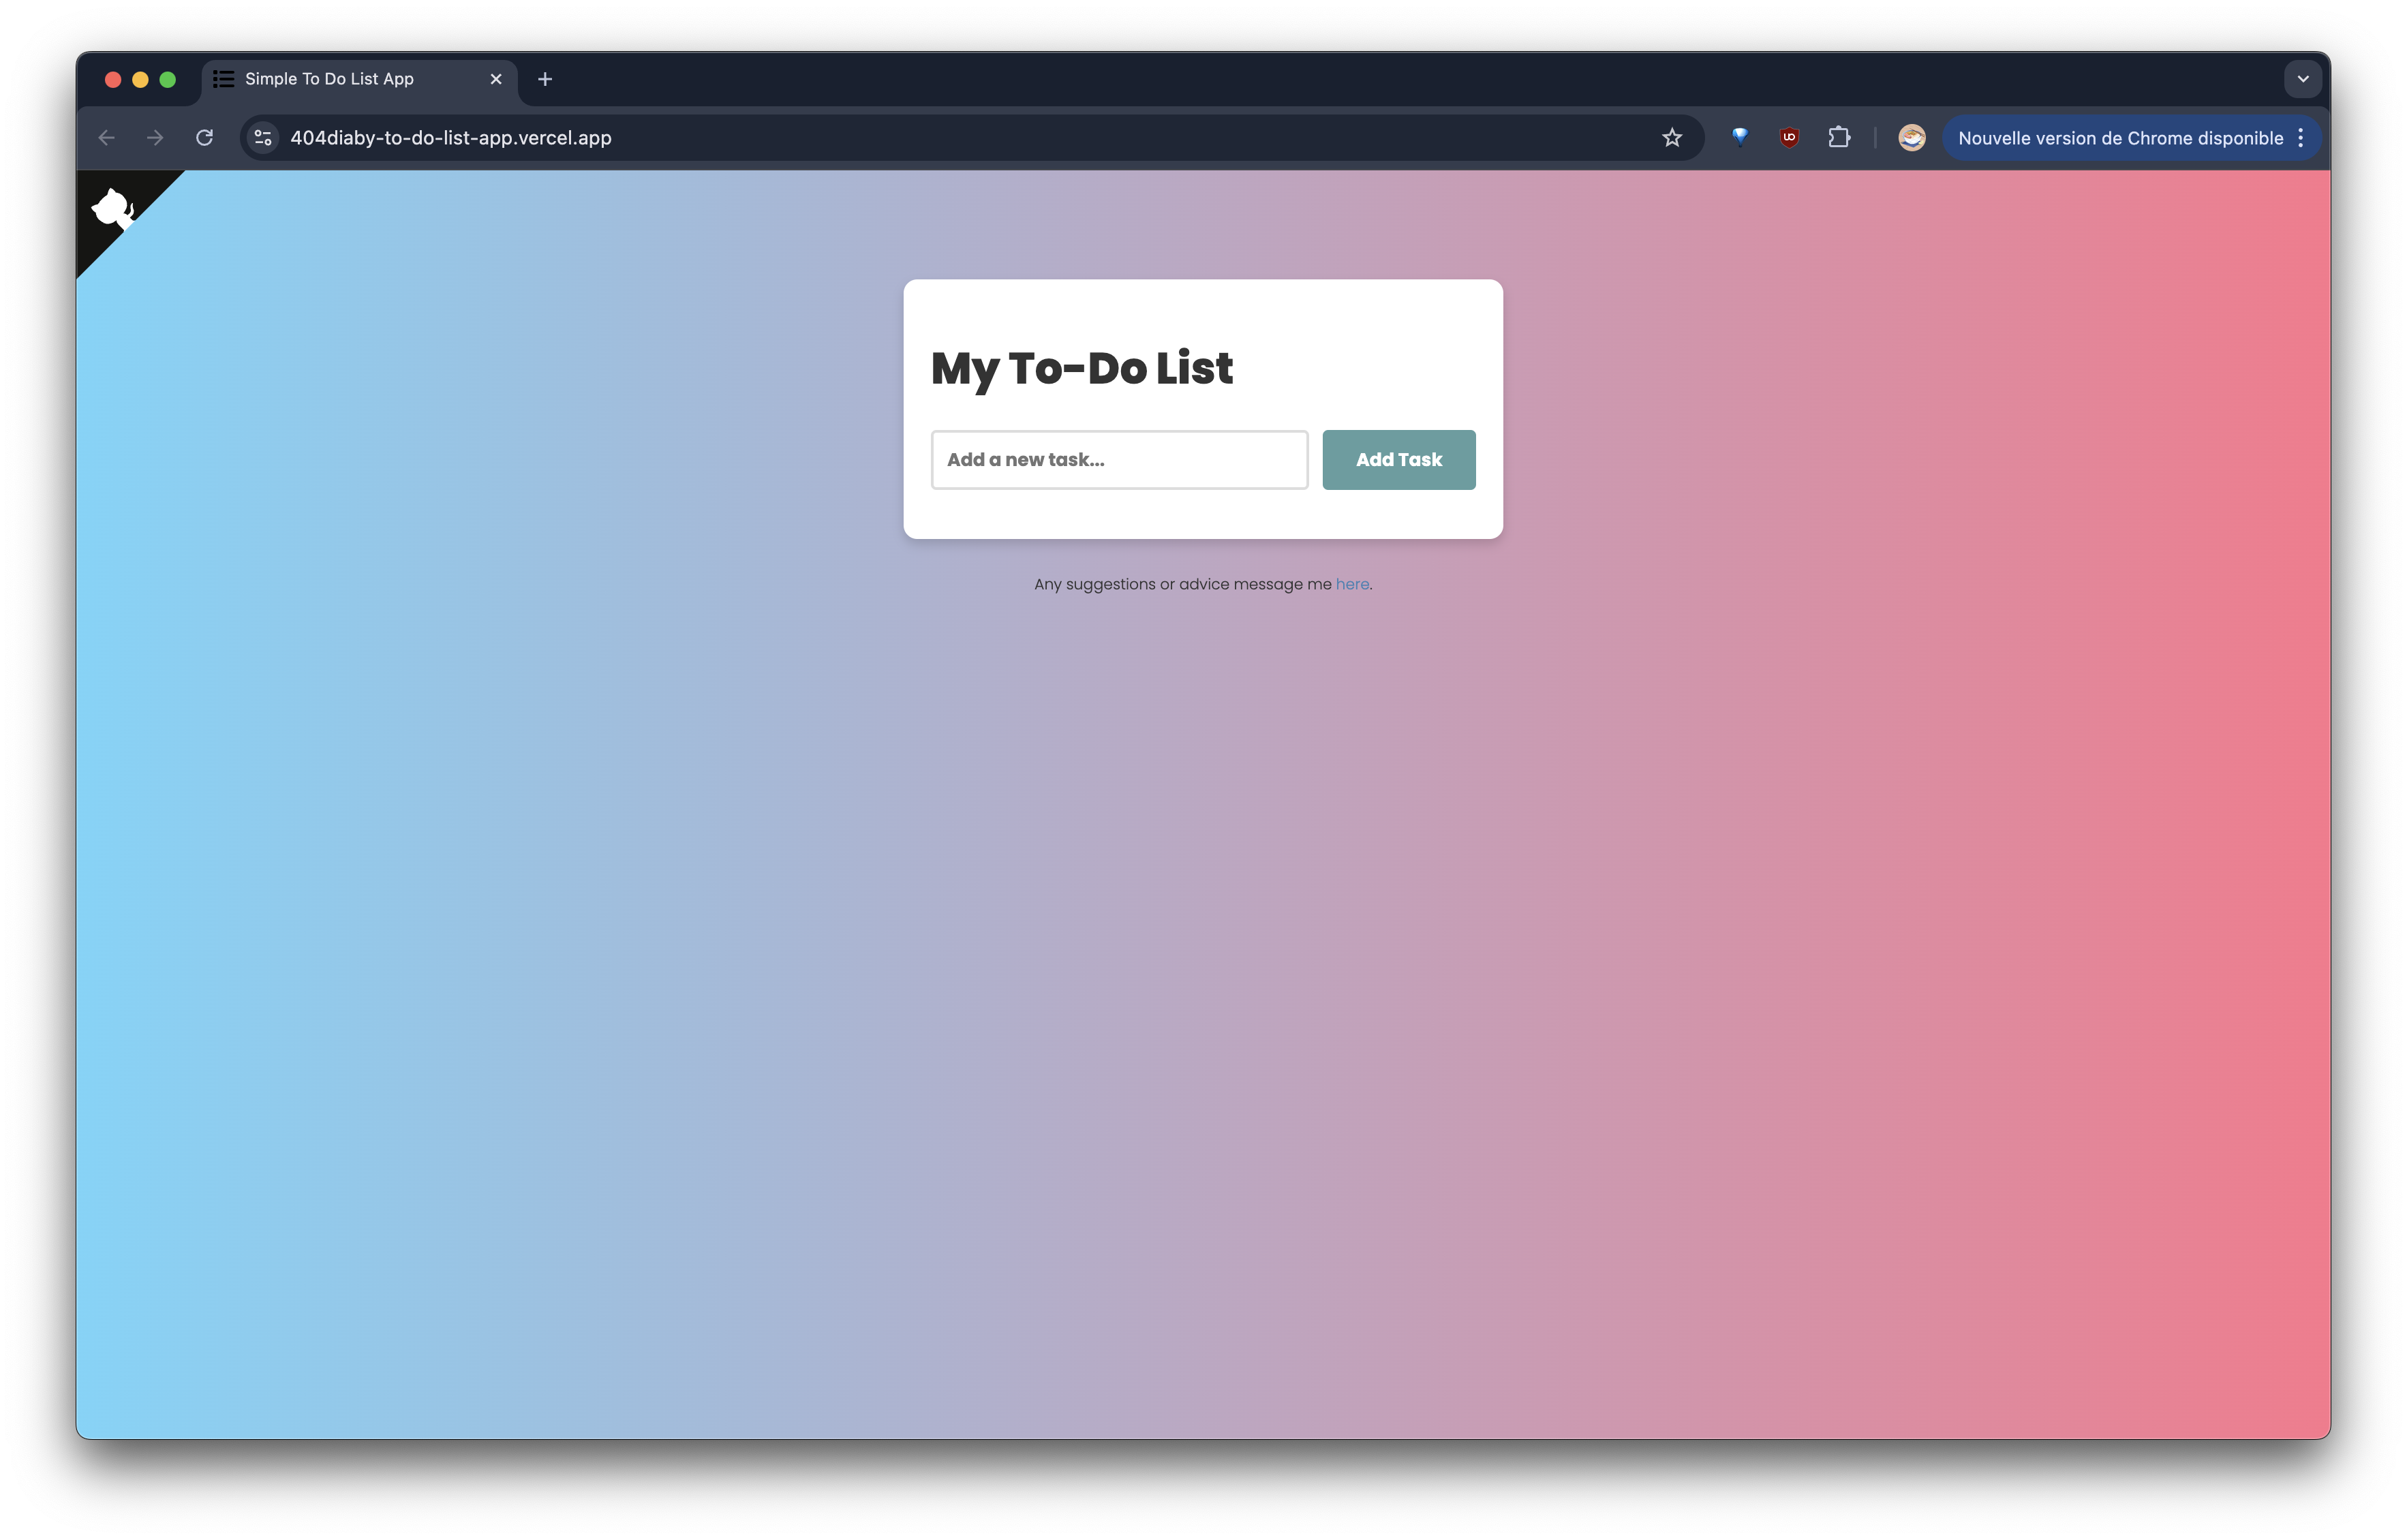 Simple To Do List App
404diaby-to-do-list-app.vercel.app
Nouvelle version de Chrome disponible
My To-Do List
Add a new task...
Add Task
Any suggestions or advice message me here.